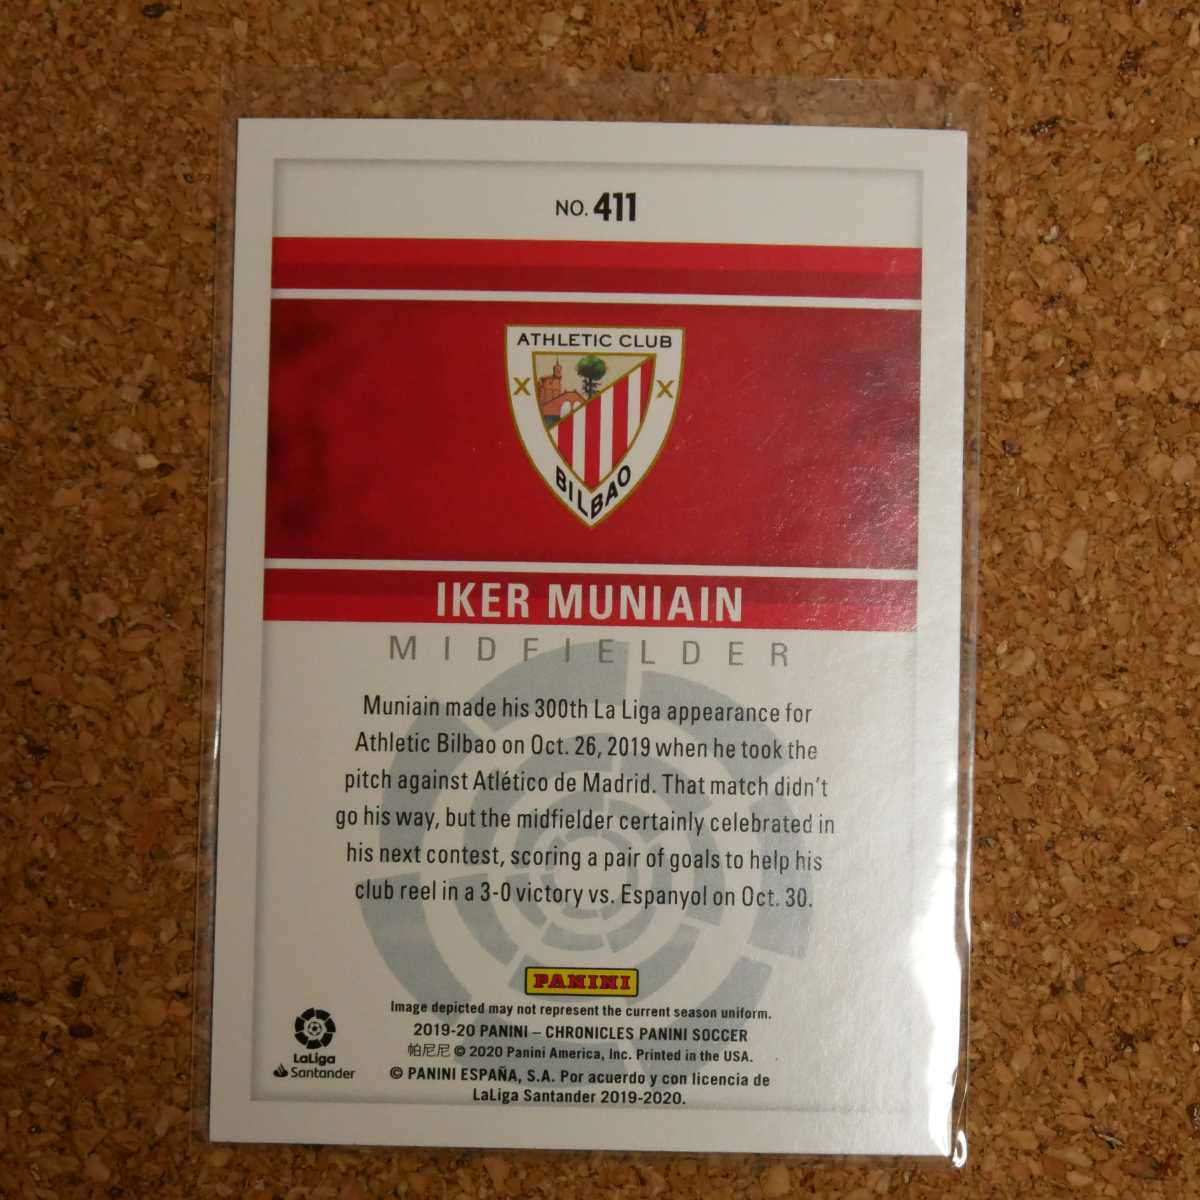 NO. 411
ATHLETIC CLUB
BILBAO
IKER MUNIAIN
MIDFIELDER
Muniain made his 300th La Liga appearance for
Athletic Bilbao on Oct. 26, 2019 when he took the
pitch against Atlético de Madrid. That match didn't
go his way, but the midfielder certainly celebrated in
his next contest, scoring a pair of goals to help his
club reel in a 3-0 victory vs. Espanyol on Oct. 30.
PANINI
Image depicted may not represent the current season uniform.
2019-20 PANINI – CHRONICLES PANINI SOCCER
帕尼尼 © 2020 Panini America, Inc. Printed in the USA.
© PANINI ESPAÑA, S.A. Por acuerdo y con licencia de
LaLiga Santander 2019-2020.
LaLiga
Santander